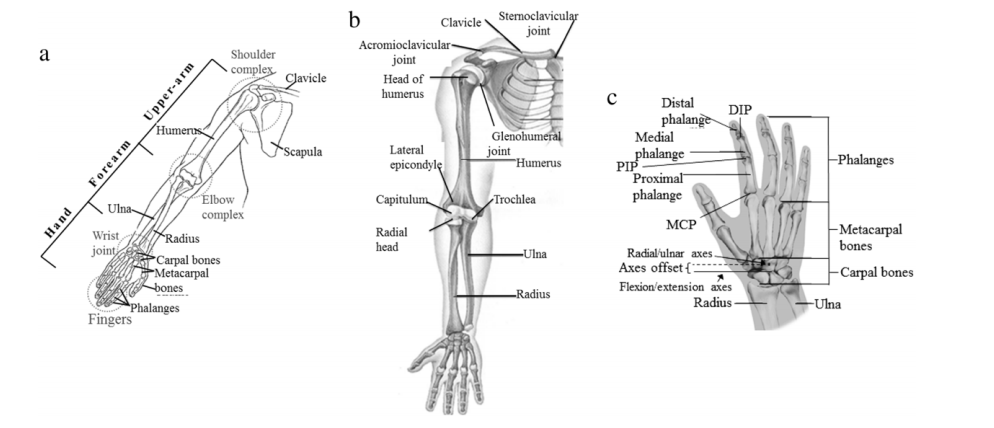 a
Shoulder
complex
Clavicle
Upper-arm
Humerus
Scapula
Forearm
Elbow
complex
Ulna
Hand
Wrist
joint
Radius
Carpal bones
Metacarpal
bones
Phalanges
Fingers
b
Clavicle
Sternoclavicular
joint
Acromioclavicular
joint
Head of
humerus
Glenohumeral
joint
Lateral
epicondyle
Humerus
Capitulum
Trochlea
Radial
head
Ulna
Radius
c
Distal
phalange
DIP
Medial
phalange
PIP
Proximal
phalange
Phalanges
MCP
Metacarpal
bones
Radial/ulnar axes
Axes offset {
Carpal bones
Flexion/extension axes
Radius
Ulna